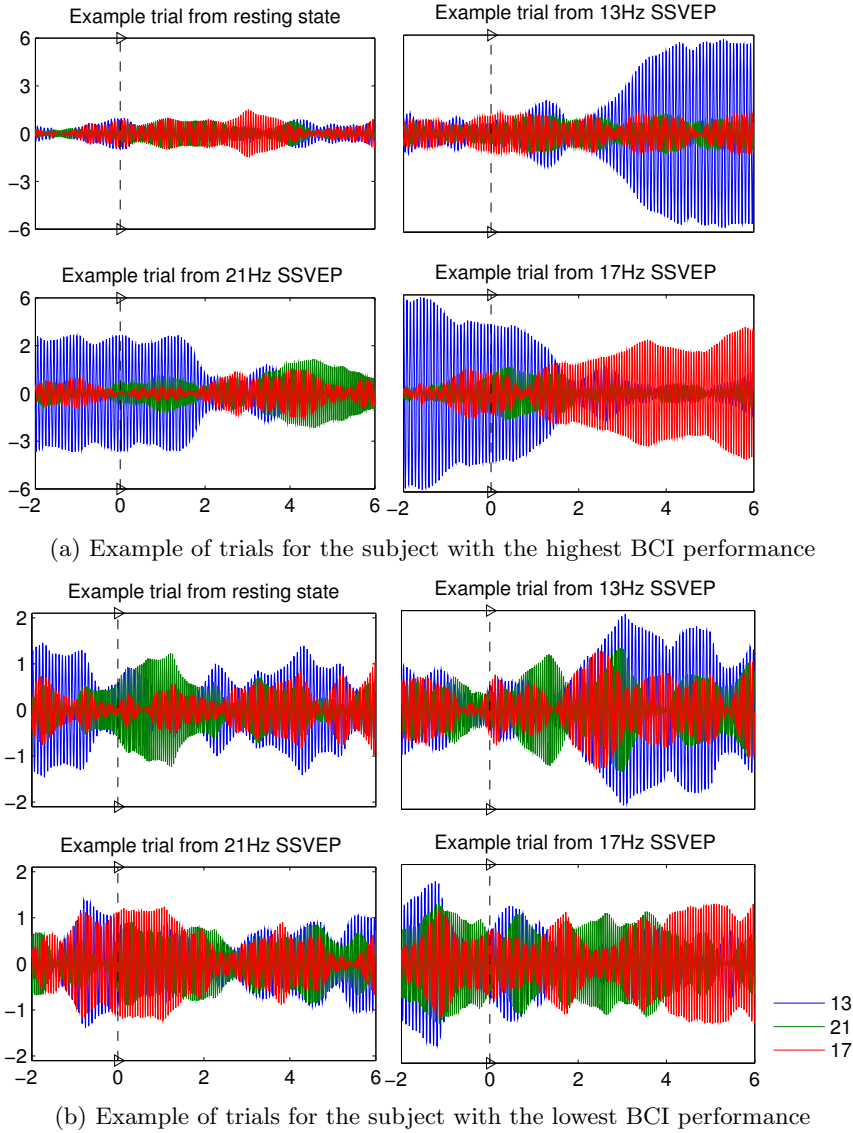 Example trial from resting state
Example trial from 13Hz SSVEP
6
3
0
−3
−6
Example trial from 21Hz SSVEP
Example trial from 17Hz SSVEP
6
2
0
−3
−6
−2 0 2 4 6
−2 0 2 4 6
(a) Example of trials for the subject with the highest BCI performance
Example trial from resting state
Example trial from 13Hz SSVEP
2
1
0
−1
−2
Example trial from 21Hz SSVEP
Example trial from 17Hz SSVEP
2
1
0
−1
−2
−2 0 2 4 6
−2 0 2 4 6
13
21
17
(b) Example of trials for the subject with the lowest BCI performance